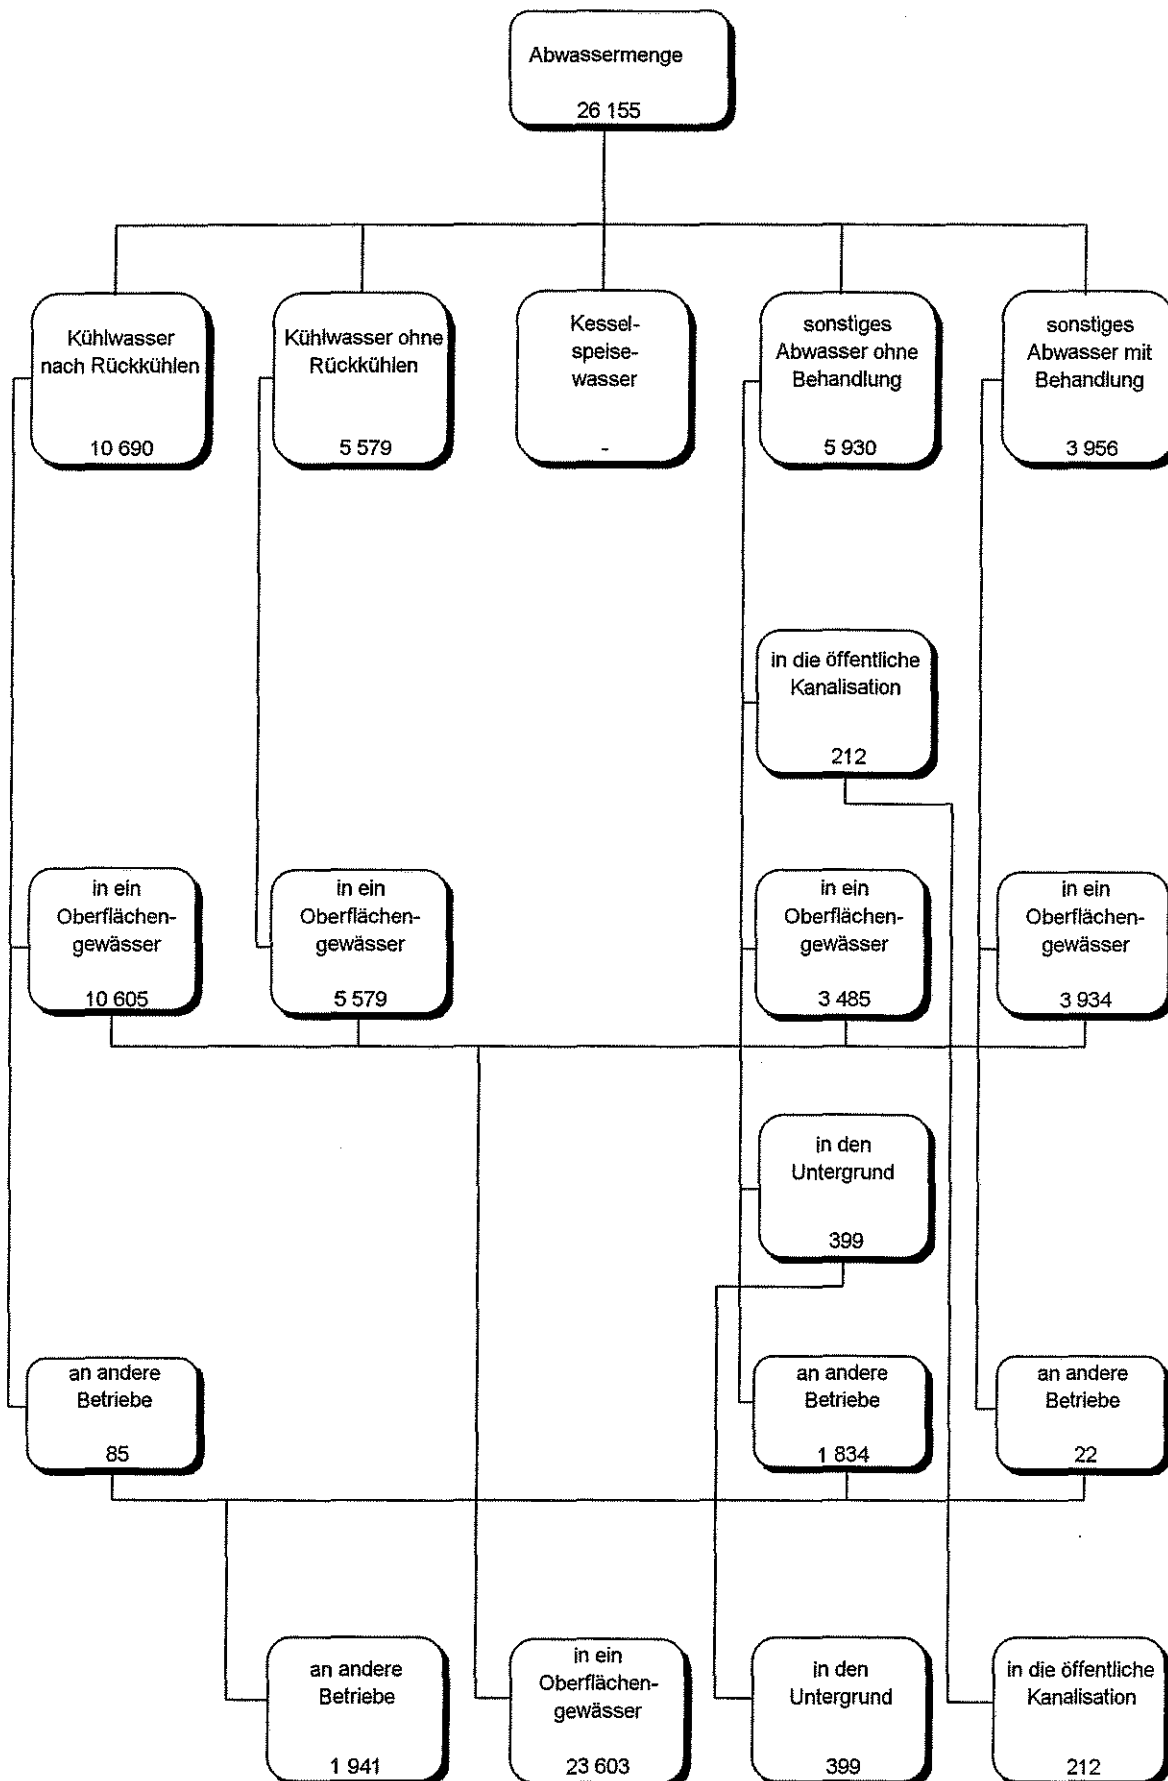 Abwassermenge
26 155
Kühlwasser
nach Rückkühlen
10 690
Kühlwasser ohne
Rückkühlen
5 579
Kessel-
speise-
wasser
-
sonstiges
Abwasser ohne
Behandlung
5 930
sonstiges
Abwasser mit
Behandlung
3 956
in die öffentliche
Kanalisation
212
in ein
Oberflächen-
gewässer
10 605
in ein
Oberflächen-
gewässer
5 579
in ein
Oberflächen-
gewässer
3 485
in ein
Oberflächen-
gewässer
3 934
in den
Untergrund
399
an andere
Betriebe
85
an andere
Betriebe
1 834
an andere
Betriebe
22
an andere
Betriebe
1 941
in ein
Oberflächen-
gewässer
23 603
in den
Untergrund
399
in die öffentliche
Kanalisation
212